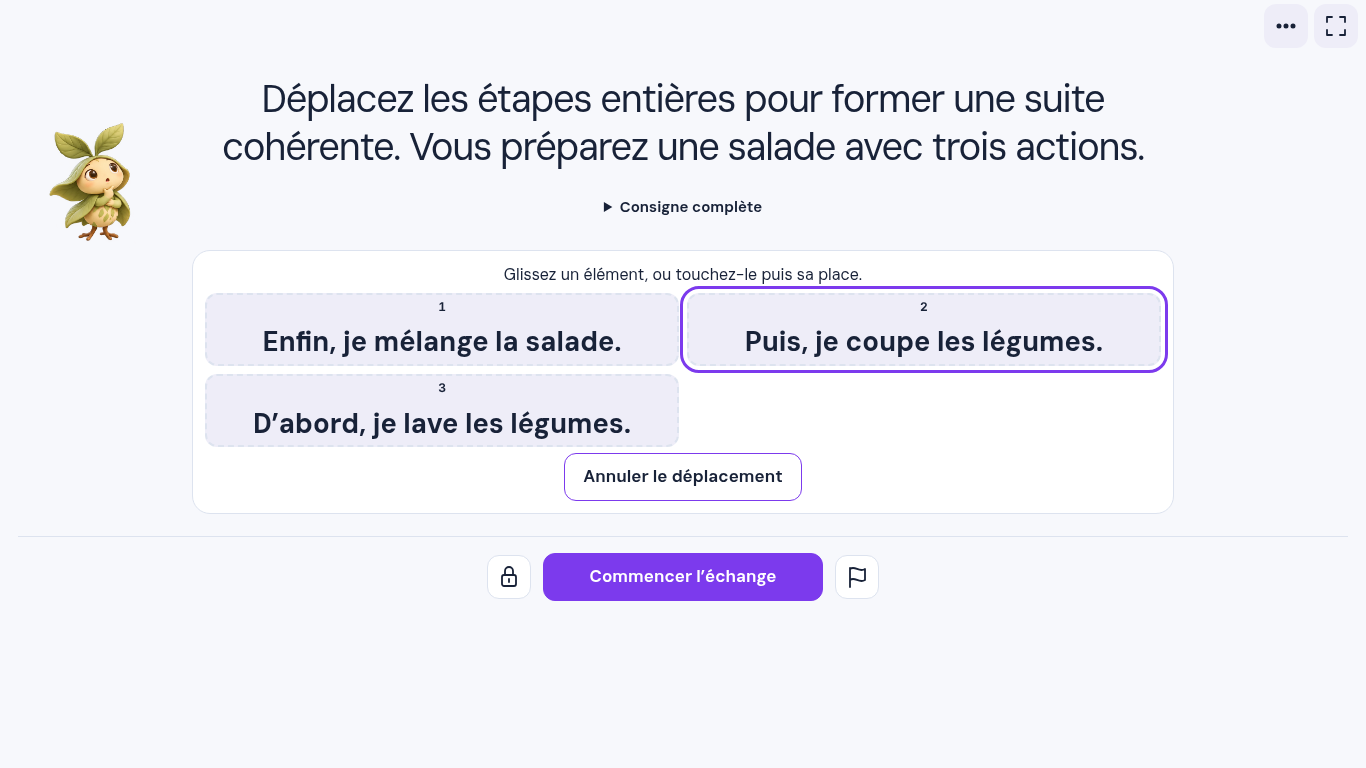 Déplacez les étapes entières pour former une suite
cohérente. Vous préparez une salade avec trois actions.
Consigne complète
Glissez un élément, ou touchez-le puis sa place.
1
Enfin, je mélange la salade.
2
Puis, je coupe les légumes.
3
D’abord, je lave les légumes.
Annuler le déplacement
Commencer l’échange